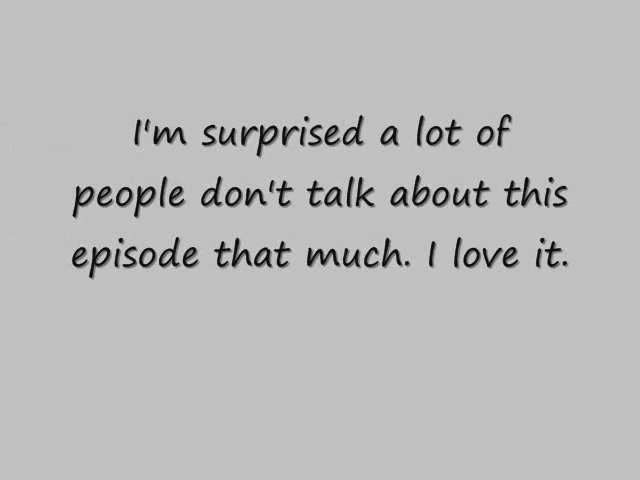 I'm surprised a lot of
people don't talk about this
episode that much. I love it.